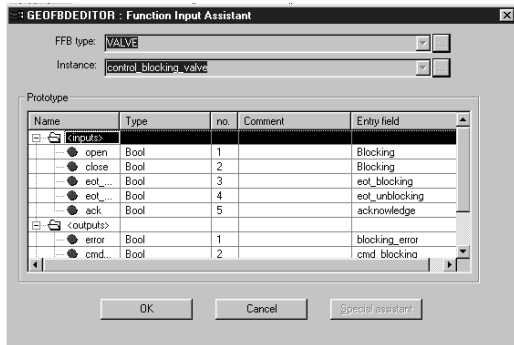 GEOFBDEDITOR : Function Input Assistant
FFB type: VALVE
...
Instance: control_blocking_valve
...
Prototype
Name Type no. Comment Entry field
<inputs>
open Bool 1 Blocking
close Bool 2 Blocking
eot_... Bool 3 eot_blocking
eot_... Bool 4 eot_unblocking
ack Bool 5 acknowledge
<outputs>
error Bool 1 blocking_error
cmd... Bool 2 cmd_blocking
OK Cancel Special assistant